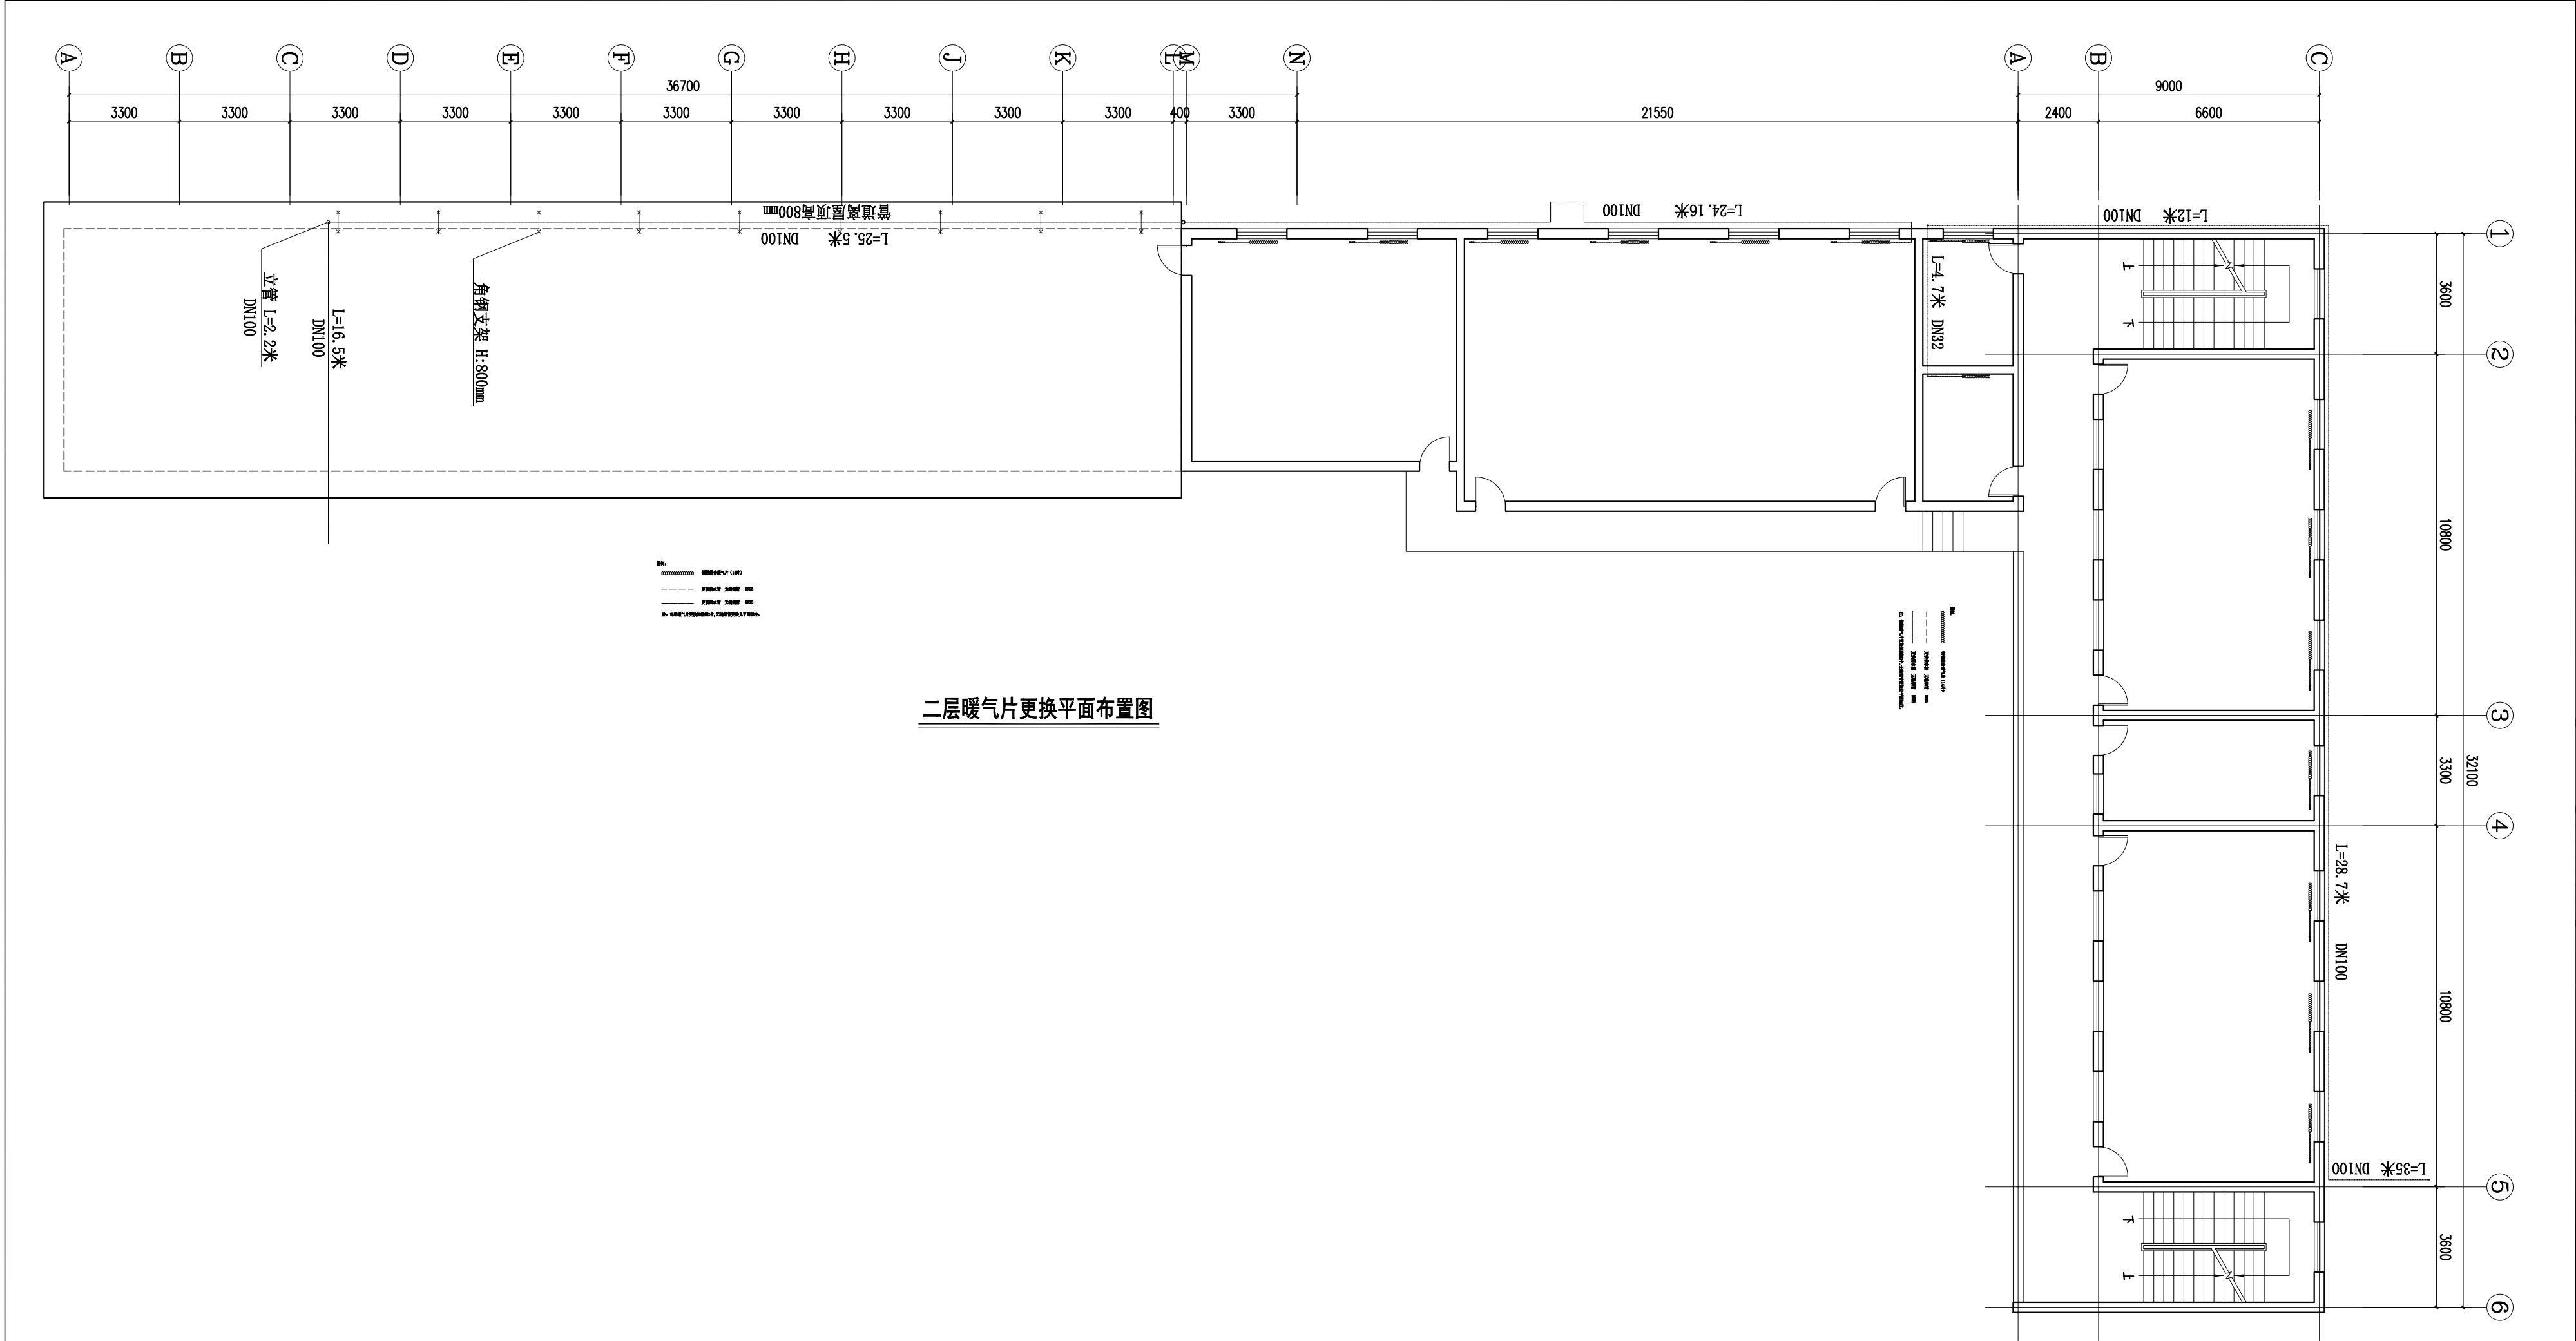 A B C D E F G H J K L M N A B C
36700
9000
3300 3300 3300 3300 3300 3300 3300 3300 3300 3300 400 3300 21550 2400 6600
管道离屋顶高800mm
L=25.5米 DN100
L=24.16米 DN100
L=12米 DN100
立管 L=2.2米
DN100
L=16.5米
DN100
角钢支架 H:800mm
L=4.7米 DN32
上
下
1
3600
2
10800
3
3300
32100
4
L=28.7米 DN100
10800
L=35米 DN100
5
下
上
3600
6
二层暖气片更换平面布置图